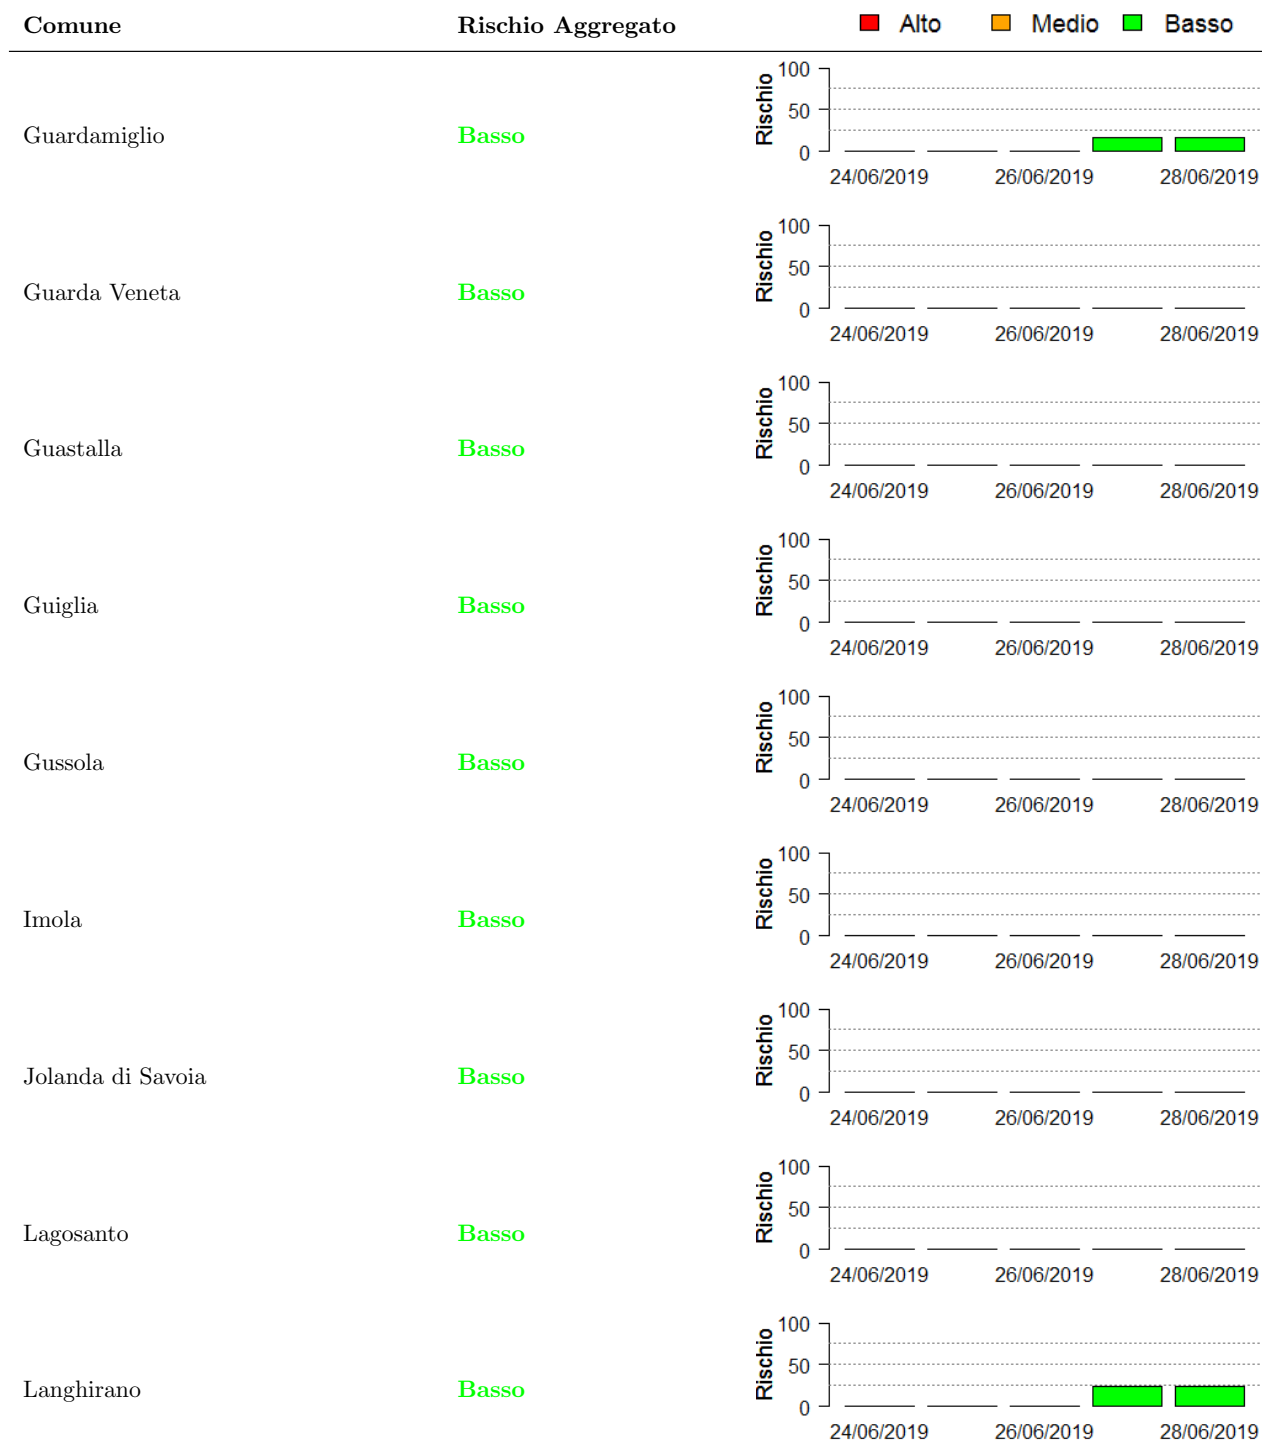 Comune Rischio Aggregato Alto Medio Basso
Guardamiglio Basso
Rischio
100
50
0
24/06/2019 26/06/2019 28/06/2019
Guarda Veneta Basso
Rischio
100
50
0
24/06/2019 26/06/2019 28/06/2019
Guastalla Basso
Rischio
100
50
0
24/06/2019 26/06/2019 28/06/2019
Guiglia Basso
Rischio
100
50
0
24/06/2019 26/06/2019 28/06/2019
Gussola Basso
Rischio
100
50
0
24/06/2019 26/06/2019 28/06/2019
Imola Basso
Rischio
100
50
0
24/06/2019 26/06/2019 28/06/2019
Jolanda di Savoia Basso
Rischio
100
50
0
24/06/2019 26/06/2019 28/06/2019
Lagosanto Basso
Rischio
100
50
0
24/06/2019 26/06/2019 28/06/2019
Langhirano Basso
Rischio
100
50
0
24/06/2019 26/06/2019 28/06/2019